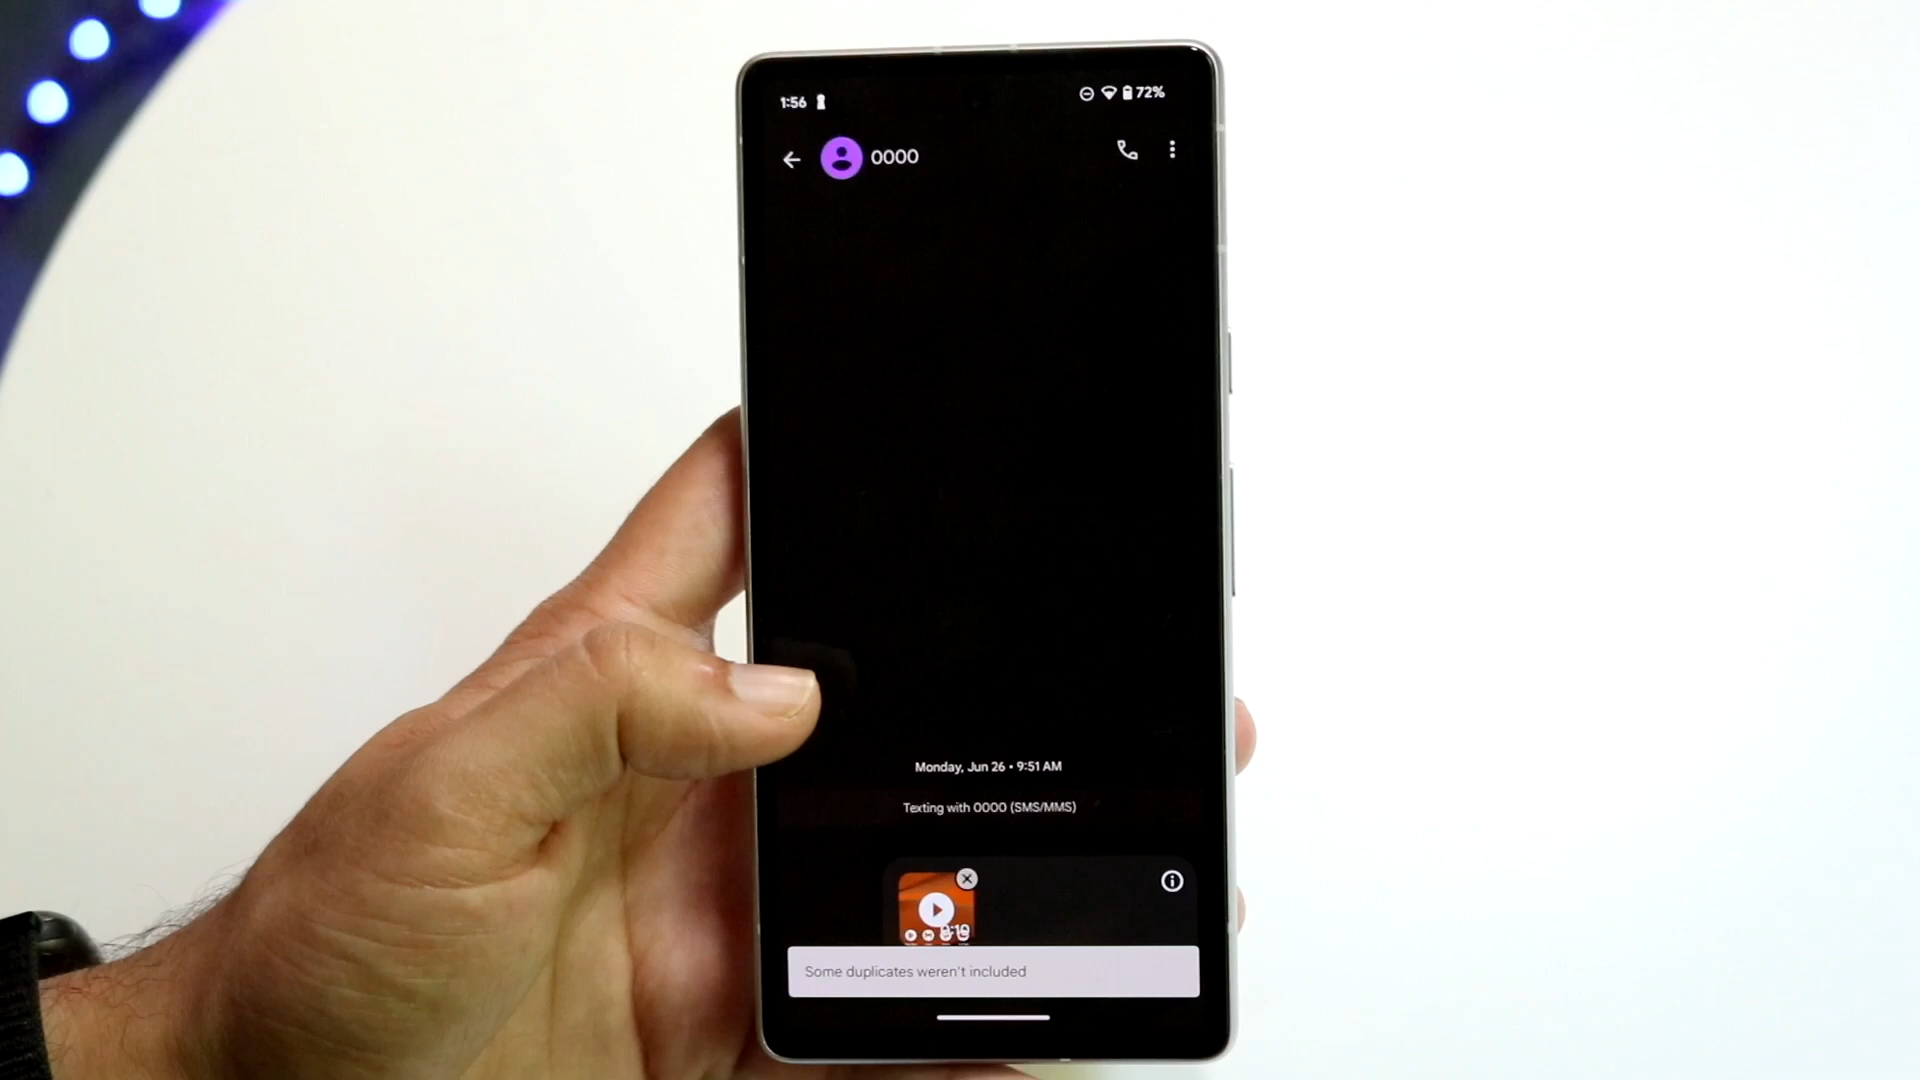 1:56
72%
0000
Monday, Jun 26 • 9:51 AM
Texting with 0000 (SMS/MMS)
Some duplicates weren't included